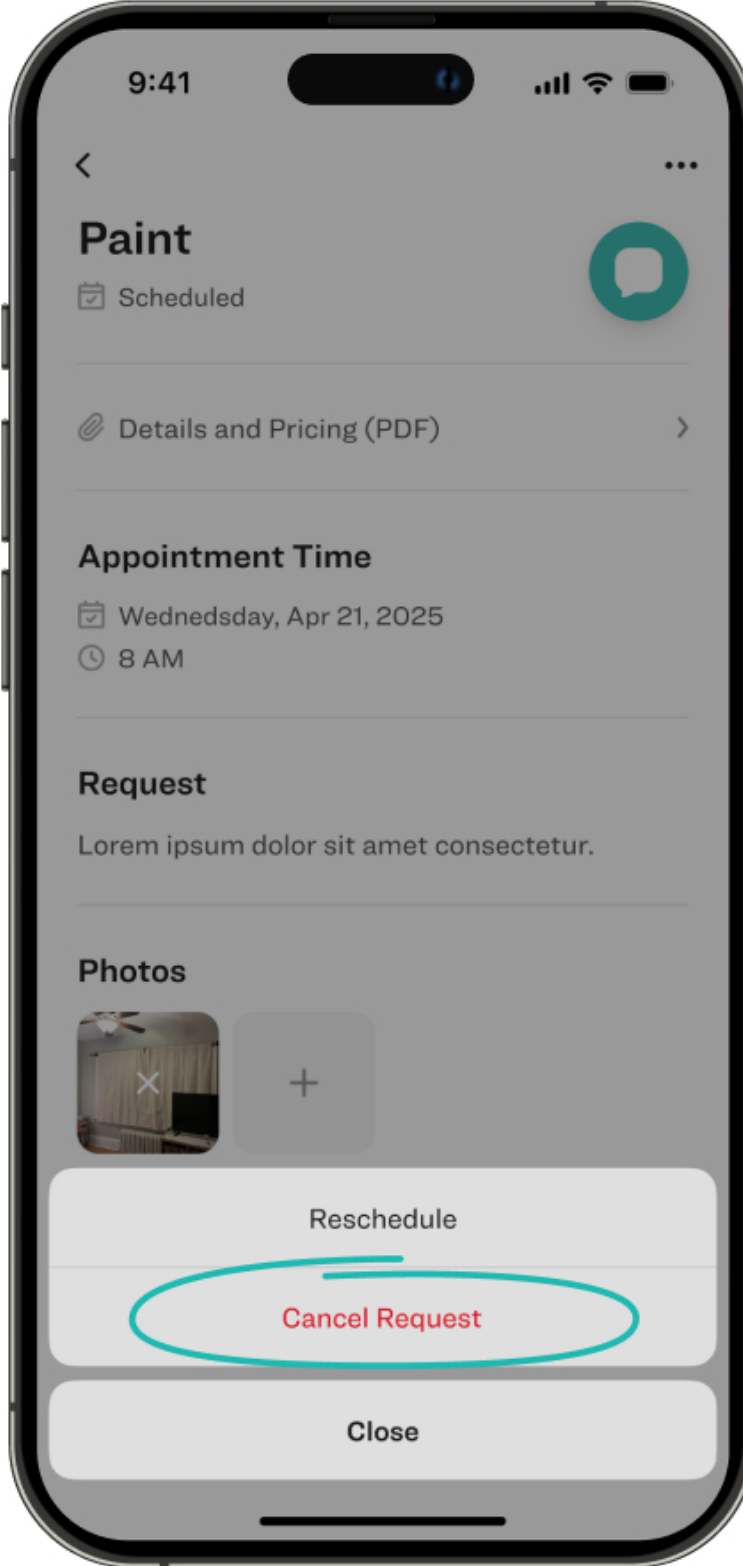 9:41
Paint
Scheduled
Details and Pricing (PDF)
Appointment Time
Wednedsday, Apr 21, 2025
8 AM
Request
Lorem ipsum dolor sit amet consectetur.
Photos
Reschedule
Cancel Request
Close